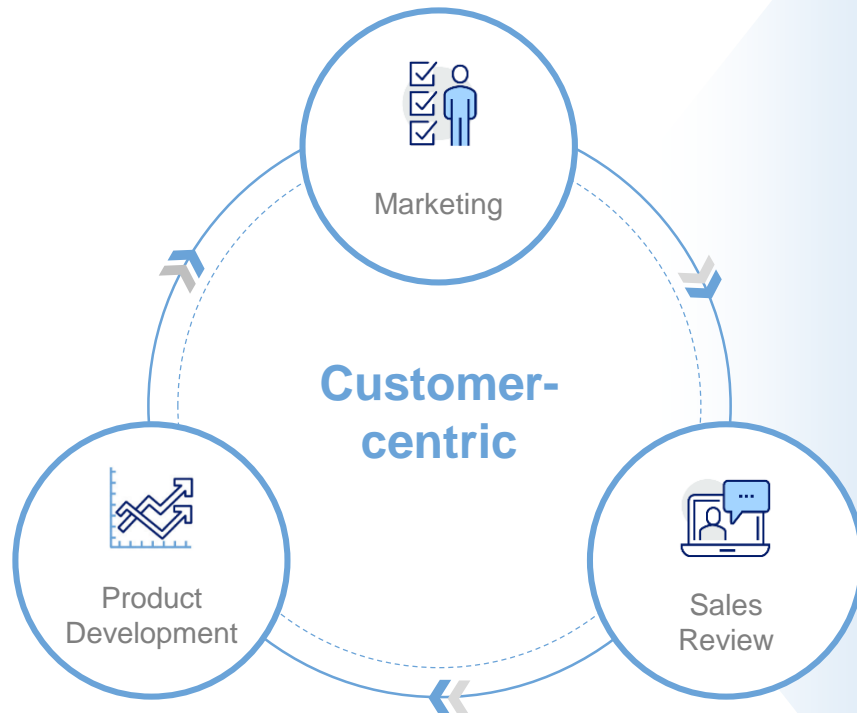 Marketing
Customer-
centric
Product
Development
Sales
Review